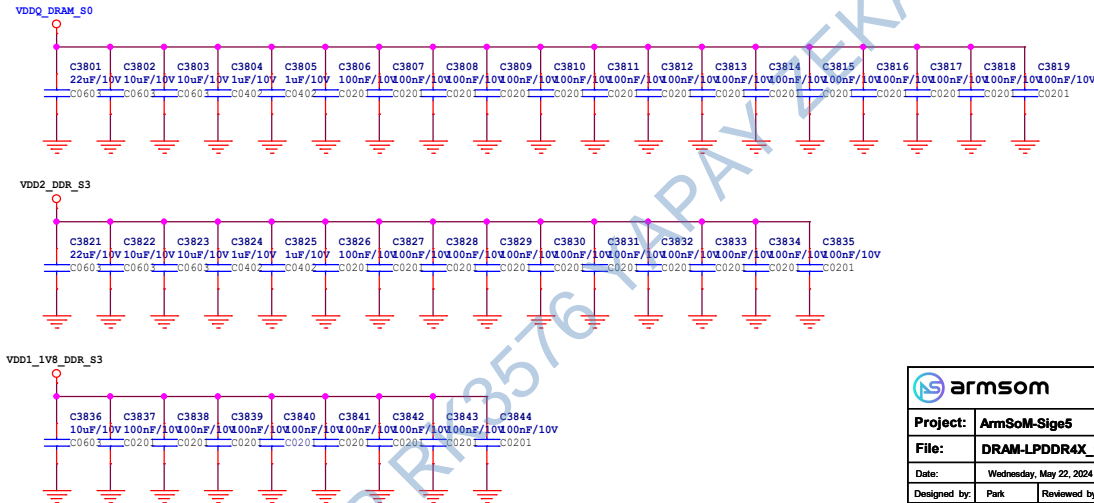 VDDQ_DRAM_S0
C3801 C3802 C3803 C3804 C3805 C3806 C3807 C3808 C3809 C3810 C3811 C3812 C3813 C3814 C3815 C3816 C3817 C3818 C3819
22uF/10V 10uF/10V 10uF/10V 1uF/10V 1uF/10V 100nF/10V 100nF/10V 100nF/10V 100nF/10V 100nF/10V 100nF/10V 100nF/10V 100nF/10V 100nF/10V 100nF/10V 100nF/10V 100nF/10V 100nF/10V 100nF/10V
C0603 C0603 C0603 C0402 C0402 C0201 C0201 C0201 C0201 C0201 C0201 C0201 C0201 C0201 C0201 C0201 C0201 C0201 C0201
VDD2_DDR_S3
C3821 C3822 C3823 C3824 C3825 C3826 C3827 C3828 C3829 C3830 C3831 C3832 C3833 C3834 C3835
22uF/10V 10uF/10V 10uF/10V 1uF/10V 1uF/10V 100nF/10V 100nF/10V 100nF/10V 100nF/10V 100nF/10V 100nF/10V 100nF/10V 100nF/10V 100nF/10V 100nF/10V
C0603 C0603 C0603 C0402 C0402 C0201 C0201 C0201 C0201 C0201 C0201 C0201 C0201 C0201 C0201
VDD1_1V8_DDR_S3
C3836 C3837 C3838 C3839 C3840 C3841 C3842 C3843 C3844
10uF/10V 100nF/10V 100nF/10V 100nF/10V 100nF/10V 100nF/10V 100nF/10V 100nF/10V 100nF/10V
C0603 C0201 C0201 C0201 C0201 C0201 C0201 C0201 C0201
RK3576 YAPAY ZEKA
armsom
Project: ArmSoM-Sige5
File: DRAM-LPDDR4X_
Date: Wednesday, May 22, 2024
Designed by: Park Reviewed by